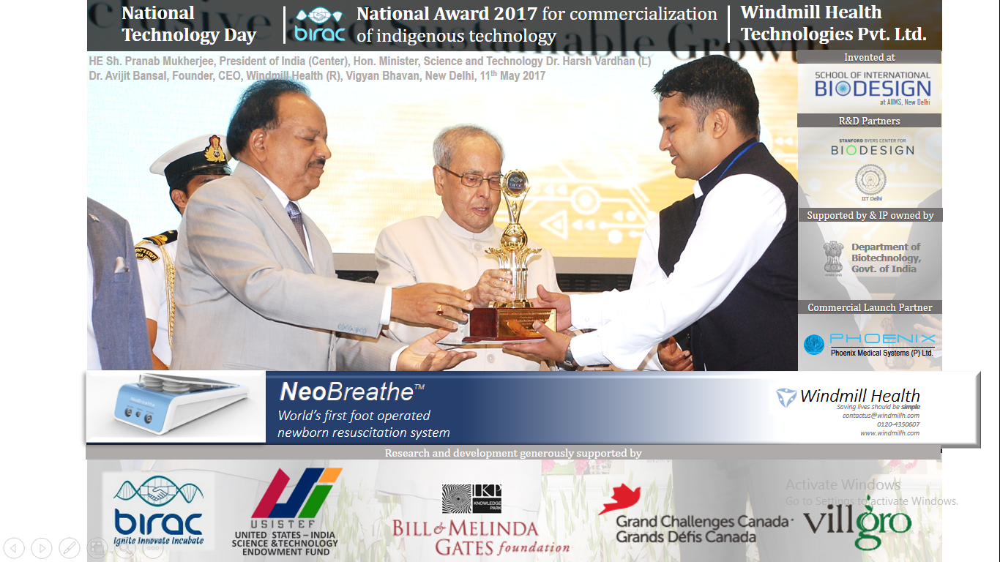 National
Technology Day
birac
National Award 2017 for commercialization
of indigenous technology
Windmill Health
Technologies Pvt. Ltd.
clusive and Sustainable Growth
HE Sh. Pranab Mukherjee, President of India (Center), Hon. Minister, Science and Technology Dr. Harsh Vardhan (L)
Dr. Avijit Bansal, Founder, CEO, Windmill Health (R), Vigyan Bhavan, New Delhi, 11th May 2017
Invented at
SCHOOL OF INTERNATIONAL
BIODESIGN
at AIIMS, New Delhi
R&D Partners
STANFORD BYERS CENTER FOR
BIODESIGN
IIT Delhi
Supported by & IP owned by
Department of
Biotechnology,
Govt. of India
Commercial Launch Partner
PHOENIX
Phoenix Medical Systems (P) Ltd.
birac
NeoBreathe
NeoBreathe™
World's first foot operated
newborn resuscitation system
Windmill Health
Saving lives should be simple
contactus@windmillh.com
0120-4350607
www.windmillh.com
Research and development generously supported by
birac
Ignite Innovate Incubate
USISTEF
UNITED STATES – INDIA
SCIENCE & TECHNOLOGY
ENDOWMENT FUND
IKP
KNOWLEDGE
PARK
BILL & MELINDA
GATES foundation
Grand Challenges Canada
Grands Défis Canada
villgro
Activate Windows
Go to Settings to activate Windows.